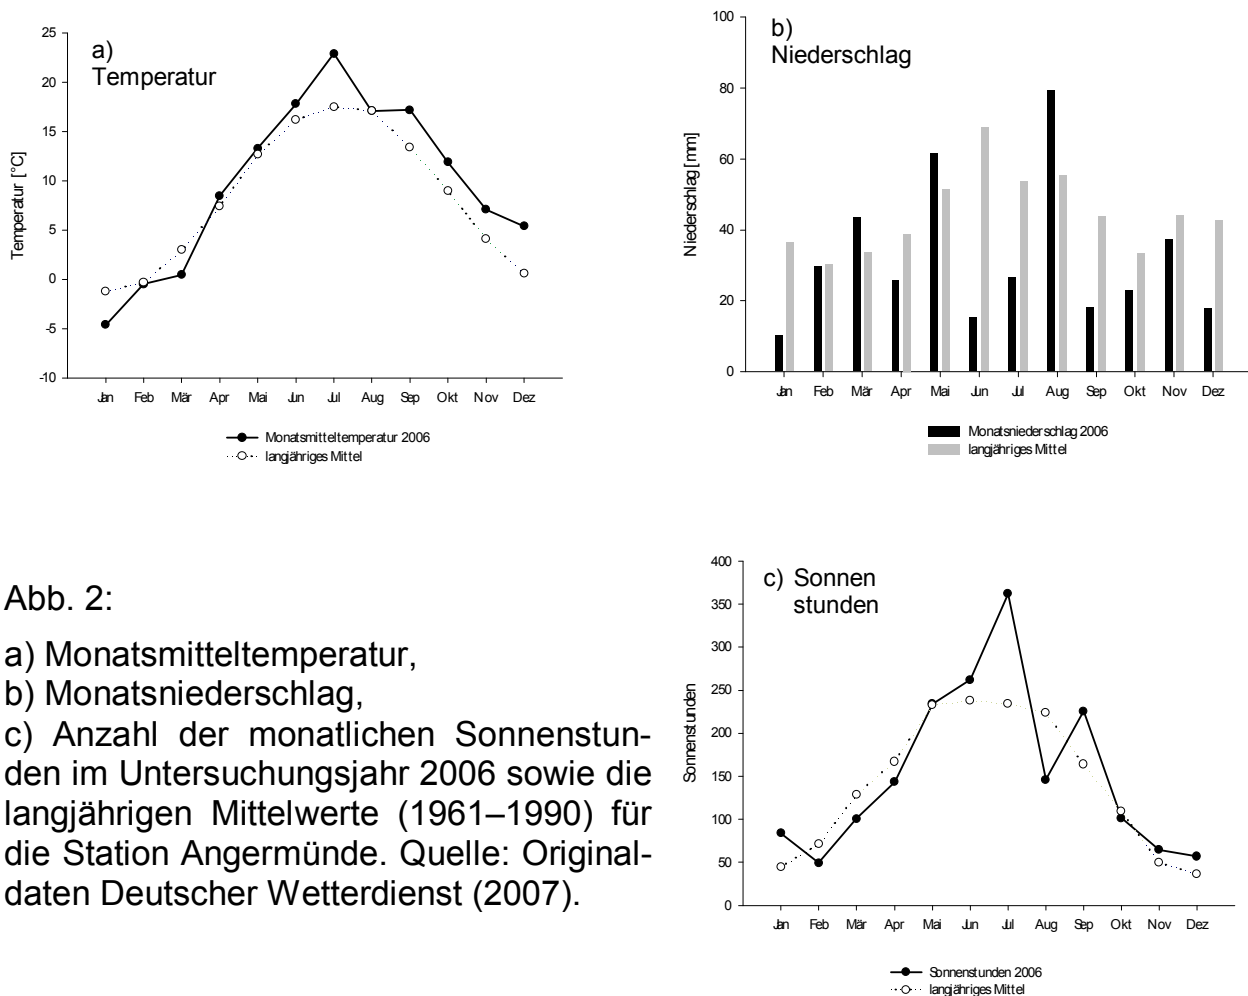 a)
Temperatur
25
20
15
10
5
0
-5
-10
Temperatur [°C]
Jan Feb Mär Apr Mai Jun Jul Aug Sep Okt Nov Dez
Monatsmitteltemperatur 2006
langjähriges Mittel
b)
Niederschlag
100
80
60
40
20
0
Niederschlag [mm]
Jan Feb Mär Apr Mai Jun Jul Aug Sep Okt Nov Dez
Monatsniederschlag 2006
langjähriges Mittel
Abb. 2:
a) Monatsmitteltemperatur,
b) Monatsniederschlag,
c) Anzahl der monatlichen Sonnenstun-
den im Untersuchungsjahr 2006 sowie die
langjährigen Mittelwerte (1961–1990) für
die Station Angermünde. Quelle: Original-
daten Deutscher Wetterdienst (2007).
c) Sonnen
stunden
400
350
300
250
200
150
100
50
0
Sonnenstunden
Jan Feb Mär Apr Mai Jun Jul Aug Sep Okt Nov Dez
Sonnenstunden 2006
langjähriges Mittel